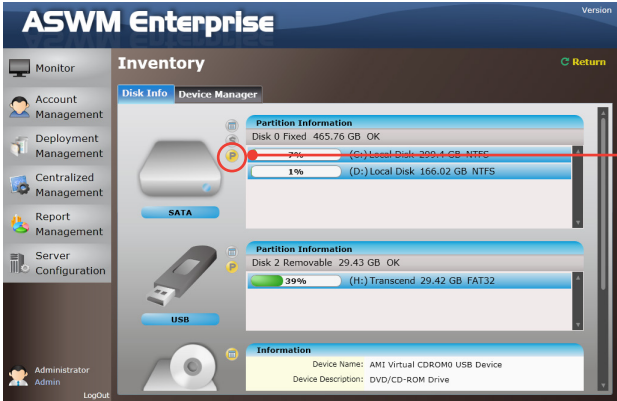 ASWM Enterprise
Version
Monitor
Account
Management
Deployment
Management
Centralized
Management
Report
Management
Server
Configuration
Administrator
Admin
LogOut
Inventory
Return
Disk Info Device Manager
Partition Information
Disk 0 Fixed 465.76 GB OK
S
P
7% (C:) Local Disk 299.4 GB NTFS
1% (D:) Local Disk 166.02 GB NTFS
SATA
Partition Information
Disk 2 Removable 29.43 GB OK
P
39% (H:) Transcend 29.42 GB FAT32
USB
Information
Device Name: AMI Virtual CDROM0 USB Device
Device Description: DVD/CD-ROM Drive